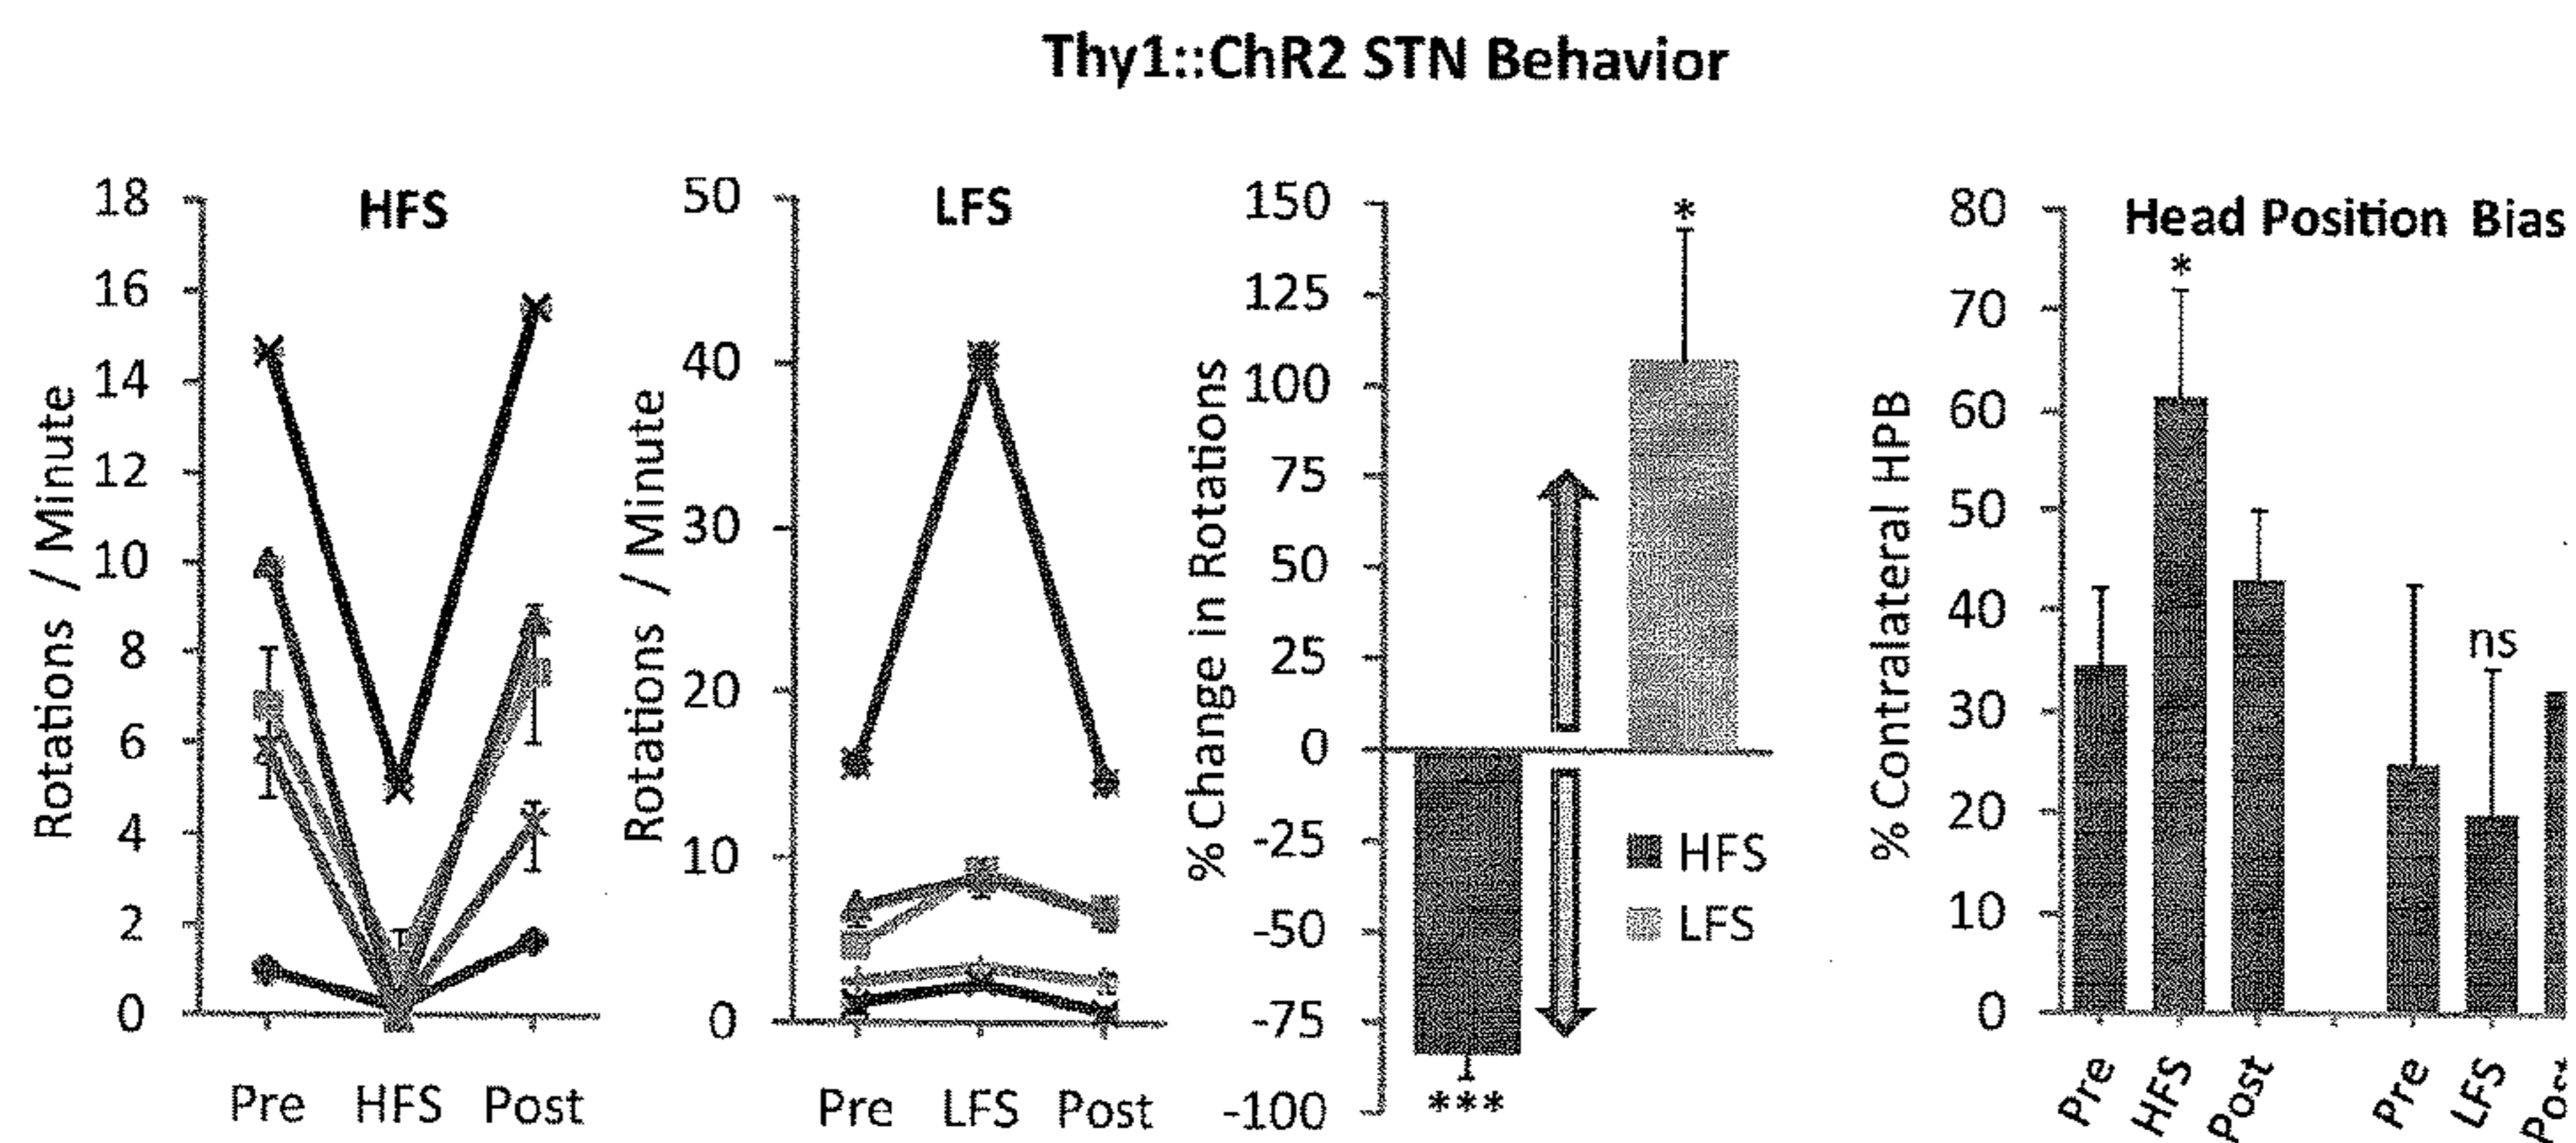 Thy1::ChR2 STN Behavior
HFS
Rotations / Minute
18
16
14
12
10
8
6
4
2
0
Pre HFS Post
LFS
Rotations / Minute
50
40
30
20
10
0
Pre LFS Post
% Change in Rotations
150
125
100
75
50
25
0
-25
-50
-75
-100
*
***
HFS
LFS
Head Position Bias
% Contralateral HPB
80
70
60
50
40
30
20
10
0
*
ns
Pre HFS Post Pre LFS Post